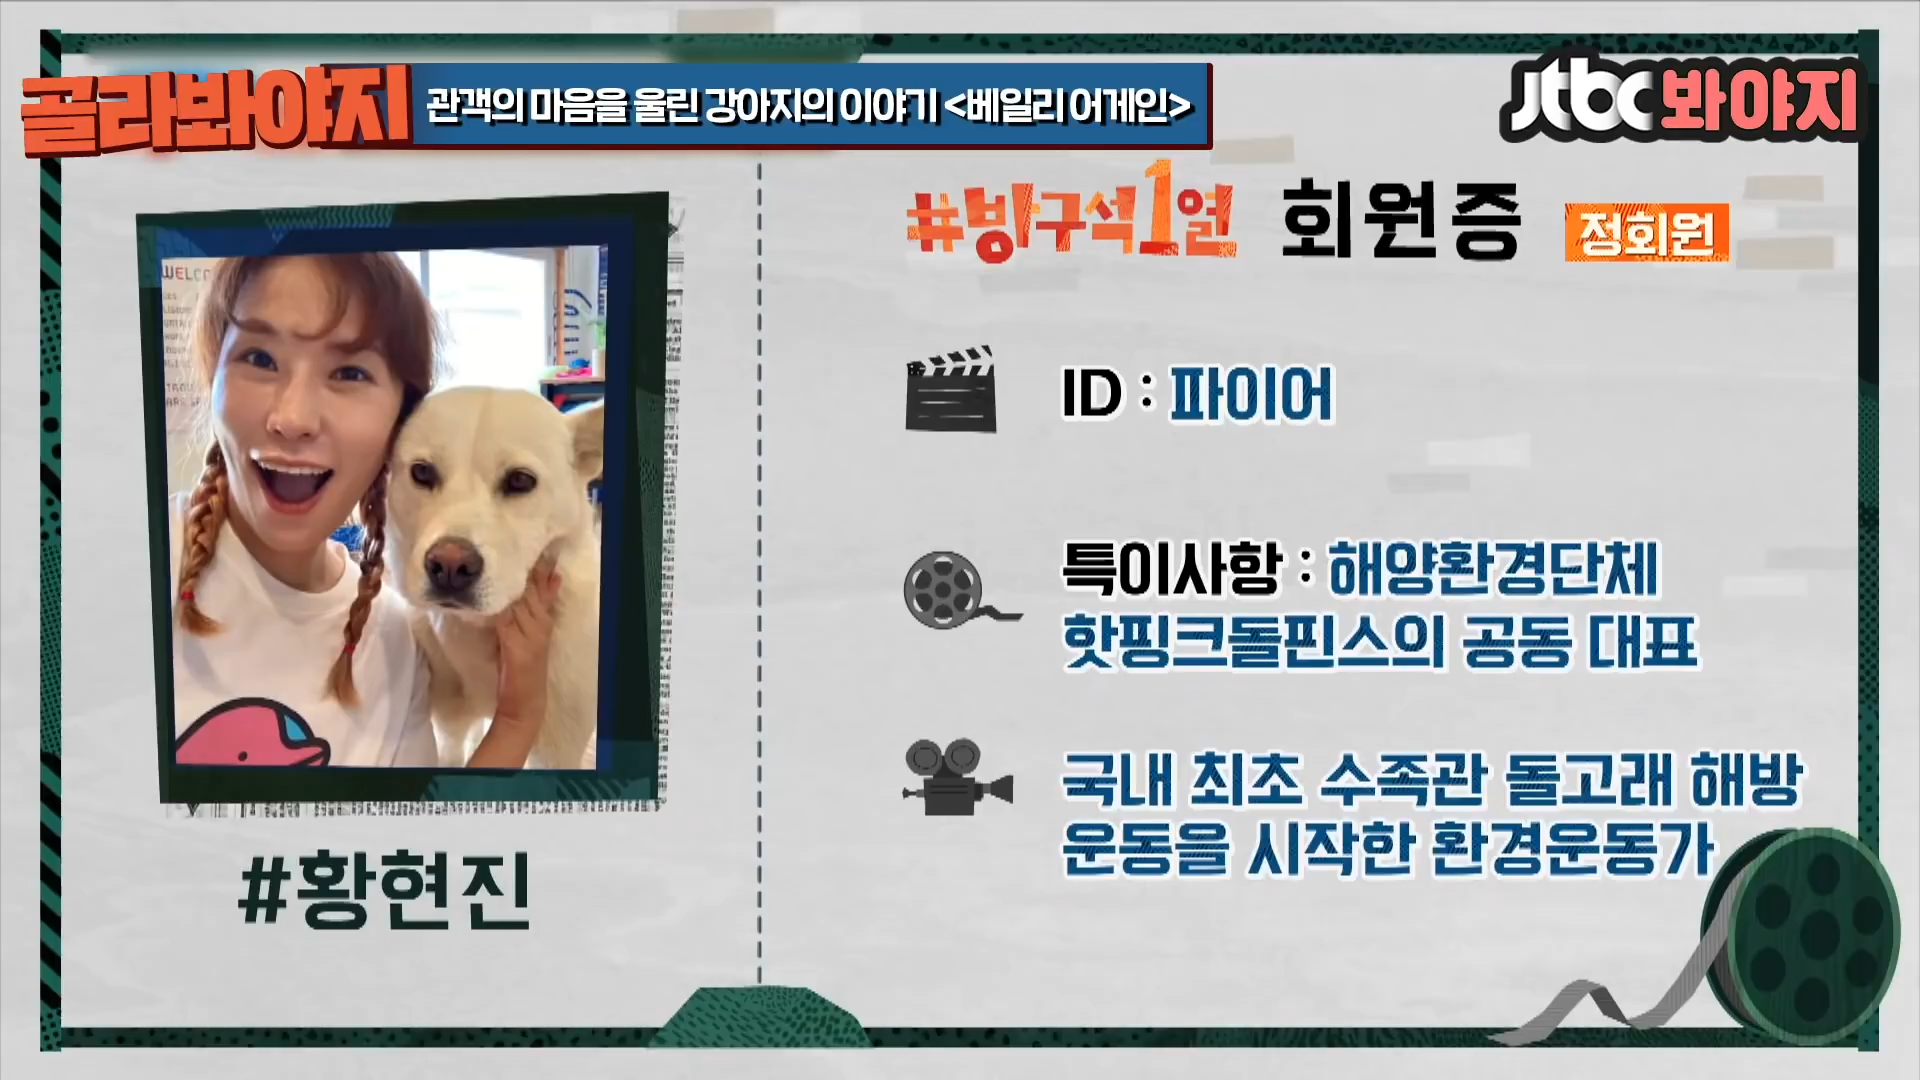 골라봐야지
관객의 마음을 울린 강아지의 이야기 <베일리 어게인>
jtbc 봐야지
#방구석1열 회원증 정회원
ID : 파이어
특이사항 : 해양환경단체
핫핑크돌핀스의 공동 대표
국내 최초 수족관 돌고래 해방
운동을 시작한 환경운동가
#황현진